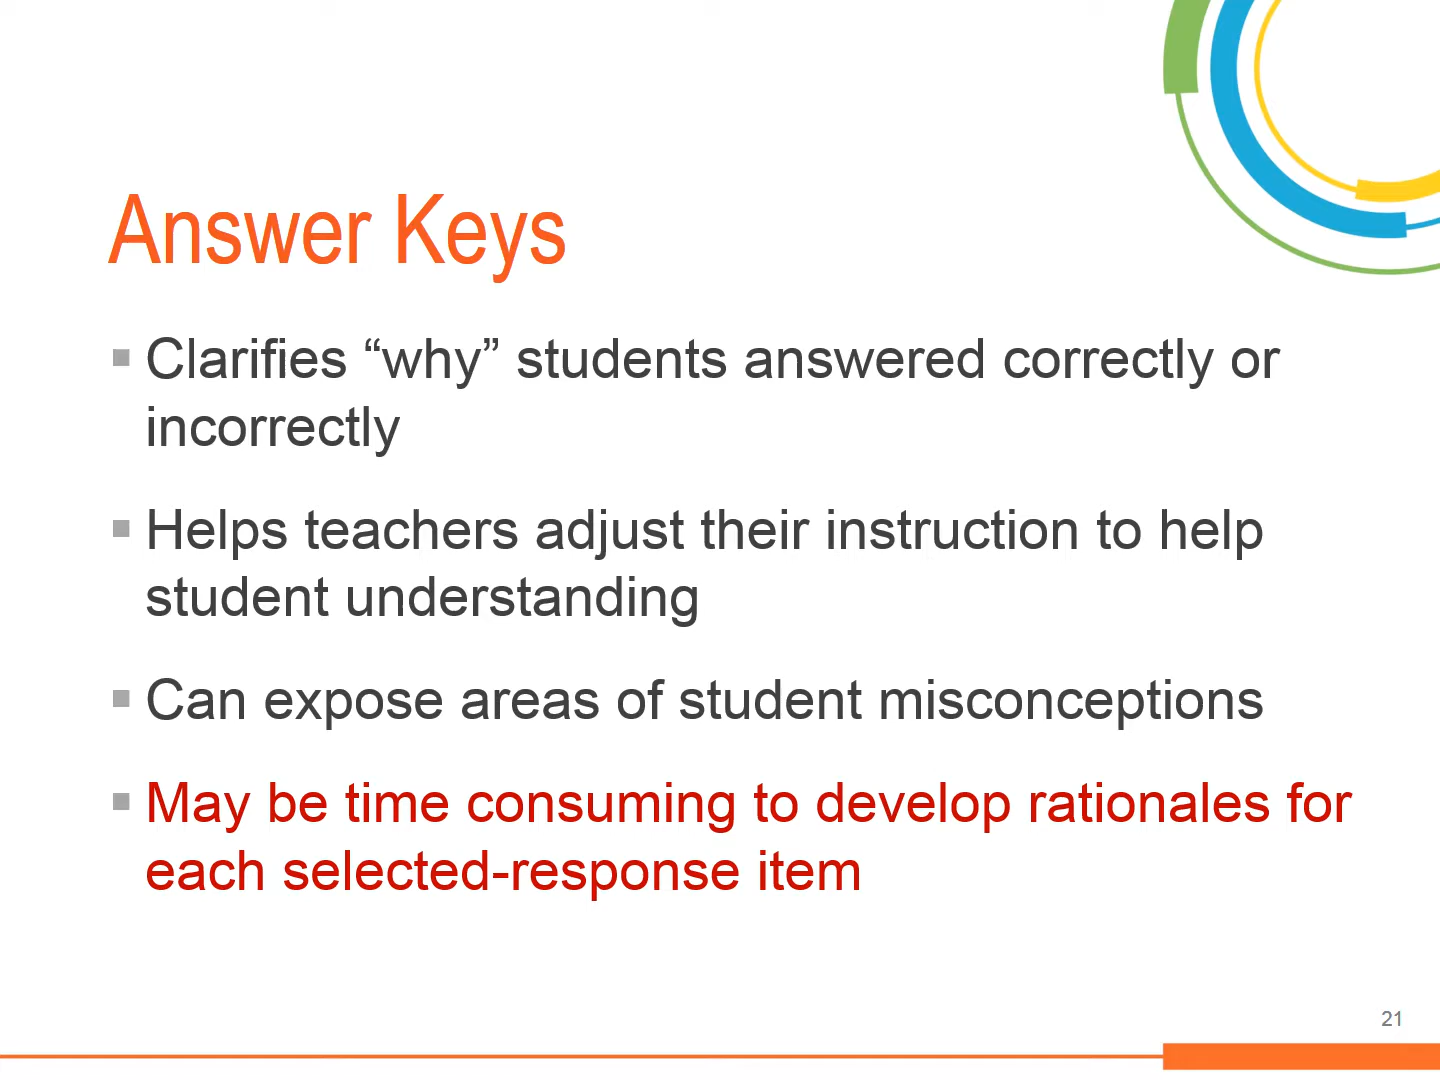 Answer Keys
Clarifies “why” students answered correctly or
incorrectly
Helps teachers adjust their instruction to help
student understanding
Can expose areas of student misconceptions
May be time consuming to develop rationales for
each selected-response item
21